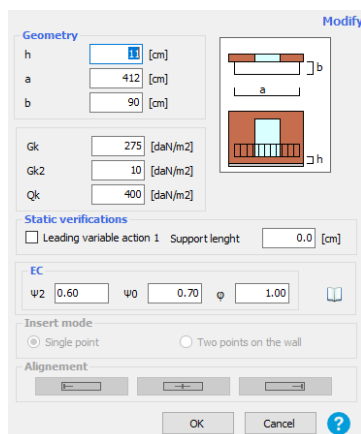 Modify
Geometry
h 11 [cm]
a 412 [cm]
b 90 [cm]
b
a
h
Gk 275 [daN/m2]
Gk2 10 [daN/m2]
Qk 400 [daN/m2]
Static verifications
Leading variable action 1 Support lenght 0.0 [cm]
EC
Ψ2 0.60 Ψ0 0.70 φ 1.00
Insert mode
Single point Two points on the wall
Alignement
OK Cancel ?